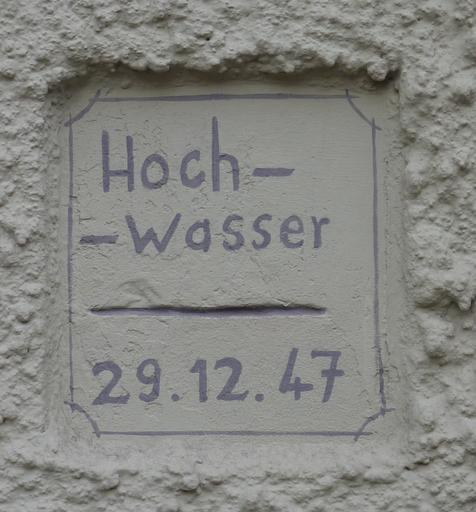 Hoch-
-Wasser
29.12.47